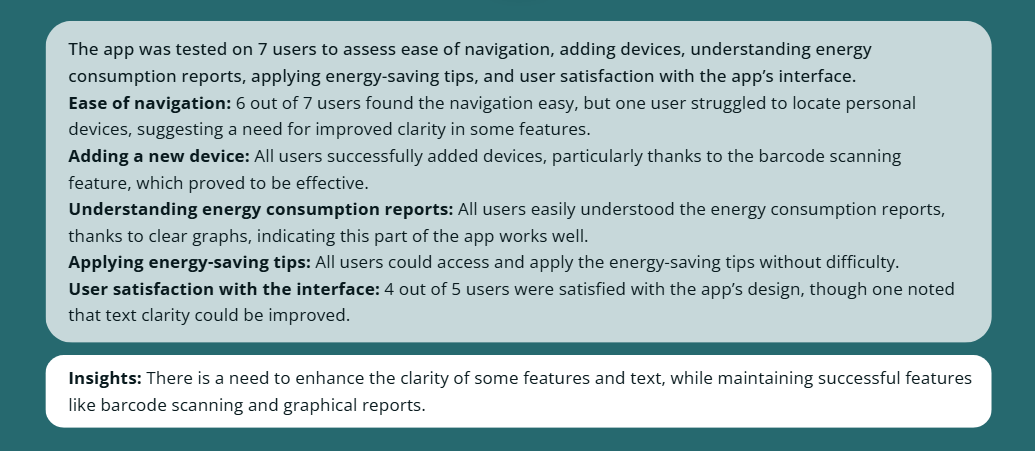 The app was tested on 7 users to assess ease of navigation, adding devices, understanding energy
consumption reports, applying energy-saving tips, and user satisfaction with the app’s interface.
Ease of navigation: 6 out of 7 users found the navigation easy, but one user struggled to locate personal
devices, suggesting a need for improved clarity in some features.
Adding a new device: All users successfully added devices, particularly thanks to the barcode scanning
feature, which proved to be effective.
Understanding energy consumption reports: All users easily understood the energy consumption reports,
thanks to clear graphs, indicating this part of the app works well.
Applying energy-saving tips: All users could access and apply the energy-saving tips without difficulty.
User satisfaction with the interface: 4 out of 5 users were satisfied with the app’s design, though one noted
that text clarity could be improved.
Insights: There is a need to enhance the clarity of some features and text, while maintaining successful features
like barcode scanning and graphical reports.